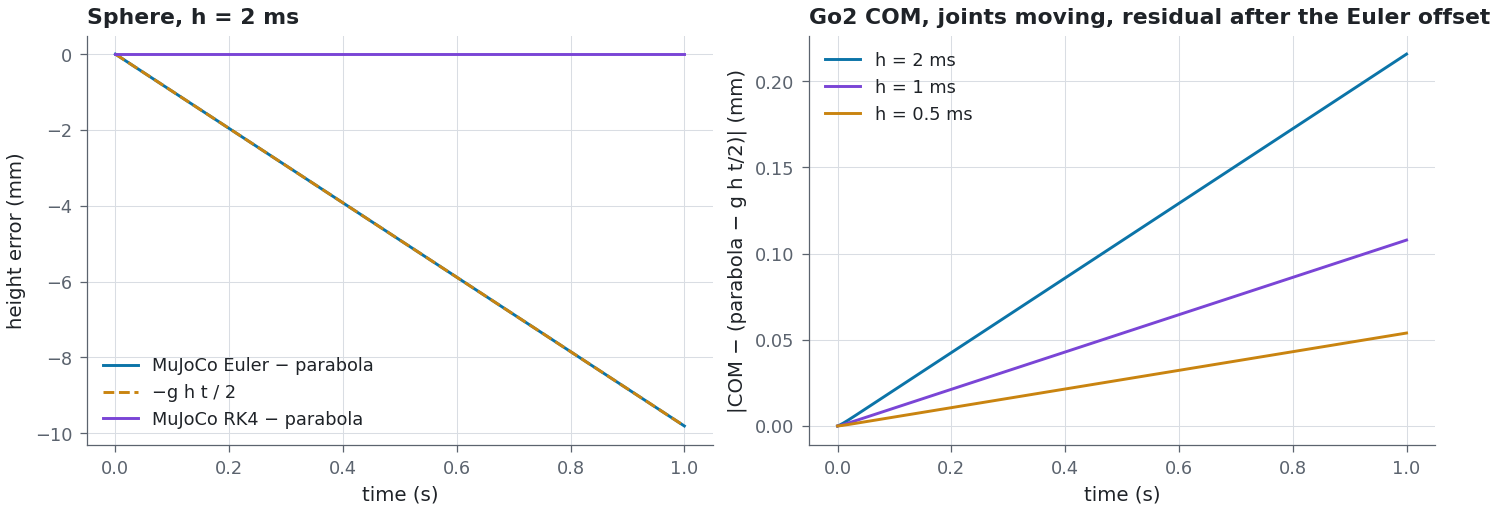 Sphere, h = 2 ms
height error (mm)
0
−2
−4
−6
−8
−10
MuJoCo Euler − parabola
−g h t / 2
MuJoCo RK4 − parabola
0.0
0.2
0.4
0.6
0.8
1.0
time (s)
Go2 COM, joints moving, residual after the Euler offset
|COM − (parabola − g h t/2)| (mm)
0.20
0.15
0.10
0.05
0.00
h = 2 ms
h = 1 ms
h = 0.5 ms
0.0
0.2
0.4
0.6
0.8
1.0
time (s)